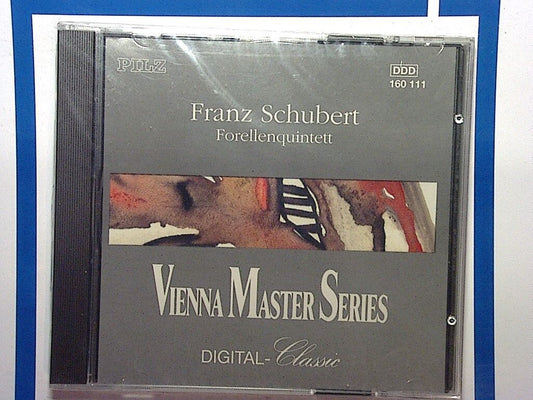 PILZ
DDD
160 111
Franz Schubert
Forellenquintett
VIENNA MASTER SERIES
DIGITAL-Classic